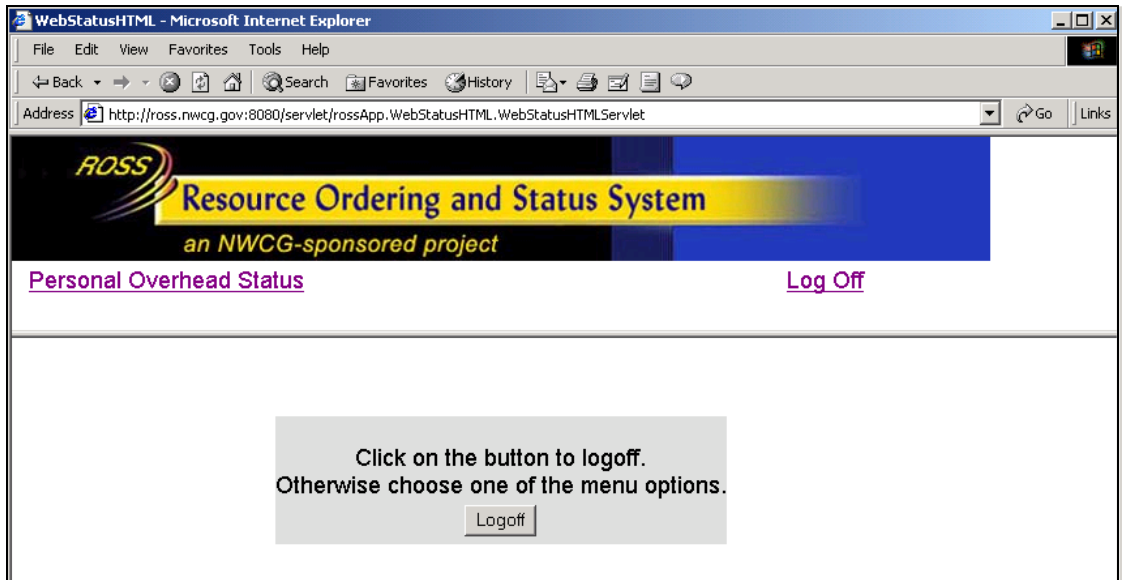 WebStatusHTML - Microsoft Internet Explorer
File Edit View Favorites Tools Help
Back Search Favorites History
Address http://ross.nwcg.gov:8080/servlet/rossApp.WebStatusHTML.WebStatusHTMLServlet Go Links
ROSS
Resource Ordering and Status System
an NWCG-sponsored project
Personal Overhead Status Log Off
Click on the button to logoff.
Otherwise choose one of the menu options.
Logoff